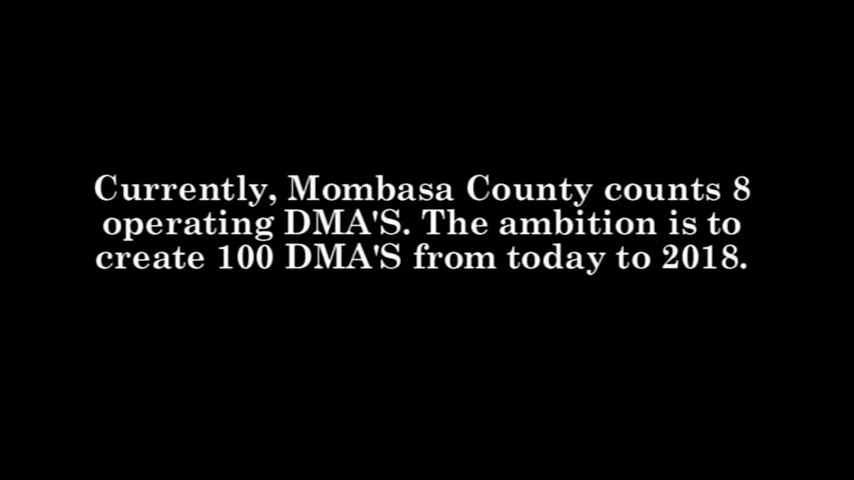 Currently, Mombasa County counts 8
operating DMA'S. The ambition is to
create 100 DMA'S from today to 2018.